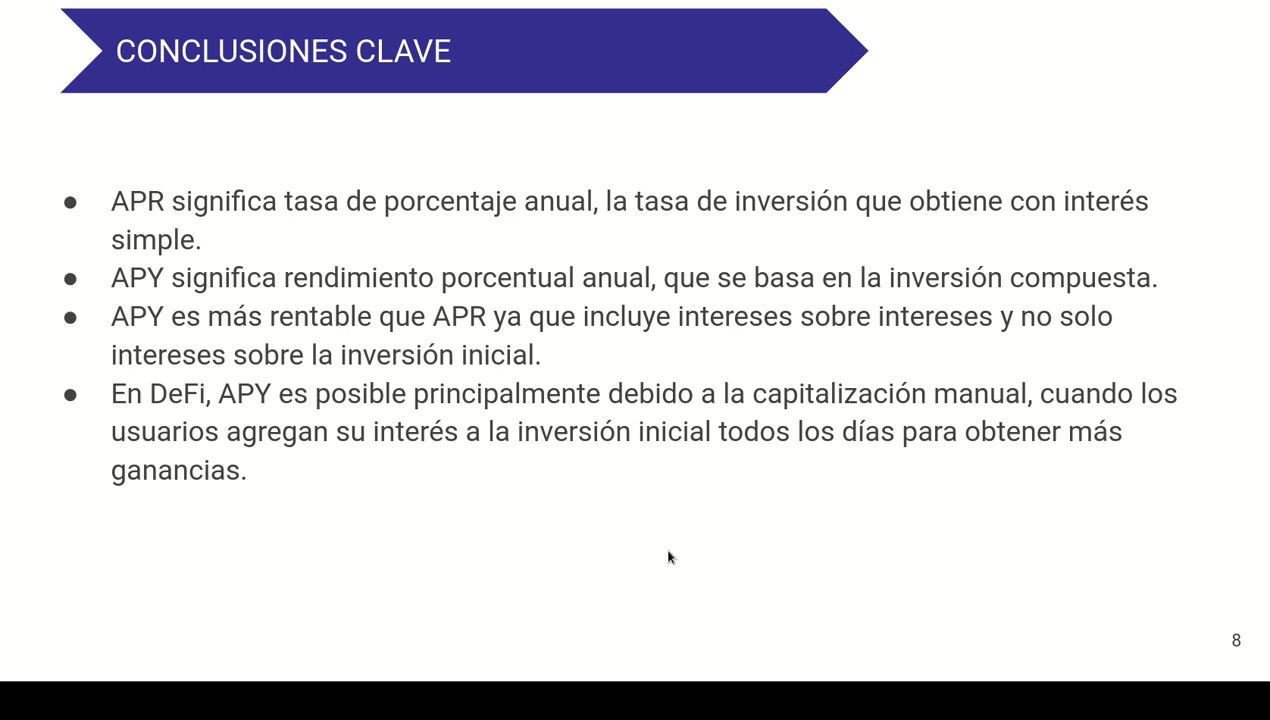 CONCLUSIONES CLAVE
● APR significa tasa de porcentaje anual, la tasa de inversión que obtiene con interés
simple.
● APY significa rendimiento porcentual anual, que se basa en la inversión compuesta.
● APY es más rentable que APR ya que incluye intereses sobre intereses y no solo
intereses sobre la inversión inicial.
● En DeFi, APY es posible principalmente debido a la capitalización manual, cuando los
usuarios agregan su interés a la inversión inicial todos los días para obtener más
ganancias.
8